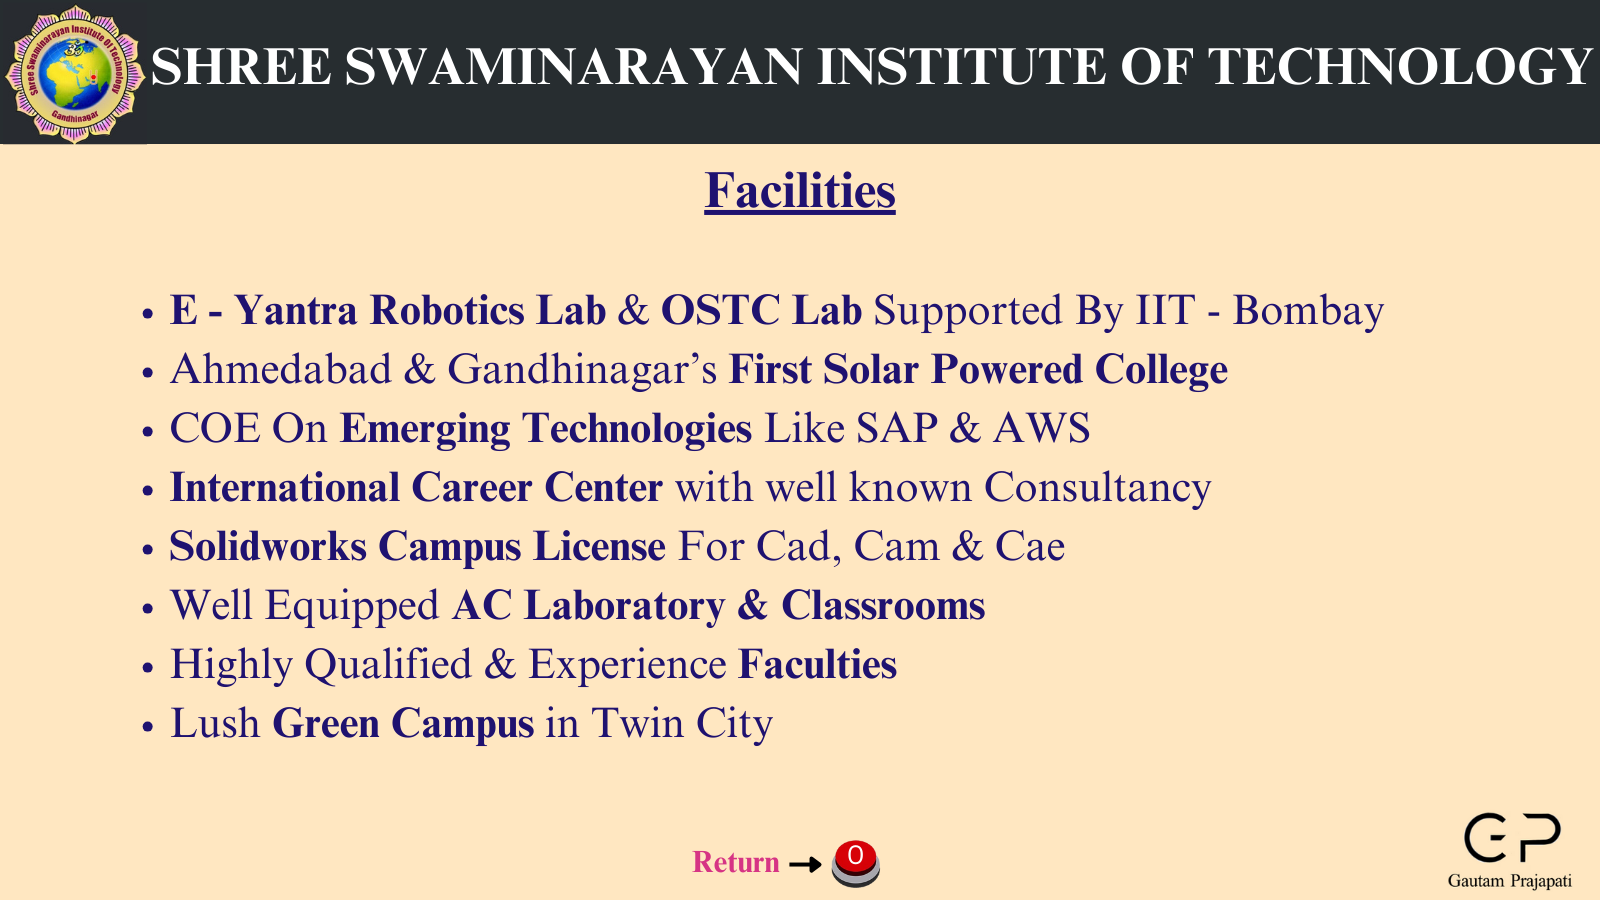 Shree Swaminarayan Institute Of Technology
Gandhinagar
SHREE SWAMINARAYAN INSTITUTE OF TECHNOLOGY
Facilities
• E - Yantra Robotics Lab & OSTC Lab Supported By IIT - Bombay
• Ahmedabad & Gandhinagar’s First Solar Powered College
• COE On Emerging Technologies Like SAP & AWS
• International Career Center with well known Consultancy
• Solidworks Campus License For Cad, Cam & Cae
• Well Equipped AC Laboratory & Classrooms
• Highly Qualified & Experience Faculties
• Lush Green Campus in Twin City
Return → 0
GP
Gautam Prajapati